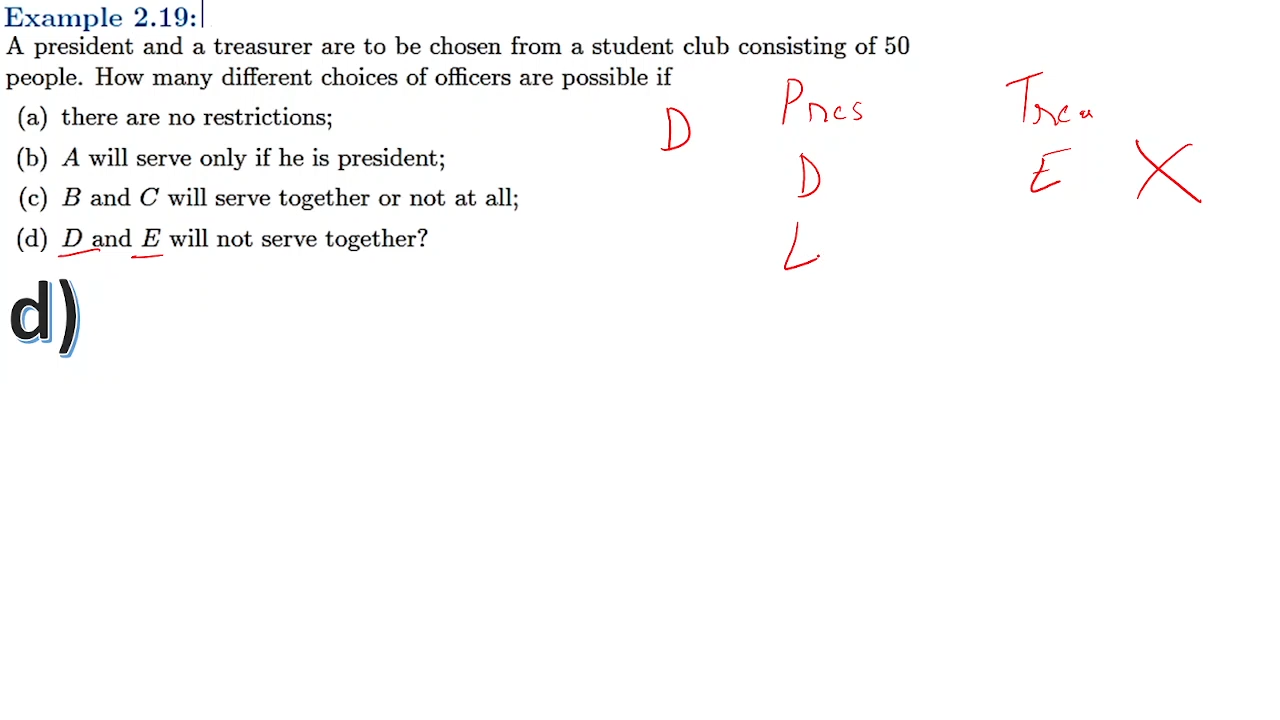 Example 2.19:
A president and a treasurer are to be chosen from a student club consisting of 50
people. How many different choices of officers are possible if
(a) there are no restrictions;
(b) A will serve only if he is president;
(c) B and C will serve together or not at all;
(d) D and E will not serve together?
D Pres Trea
D E X
L
d)